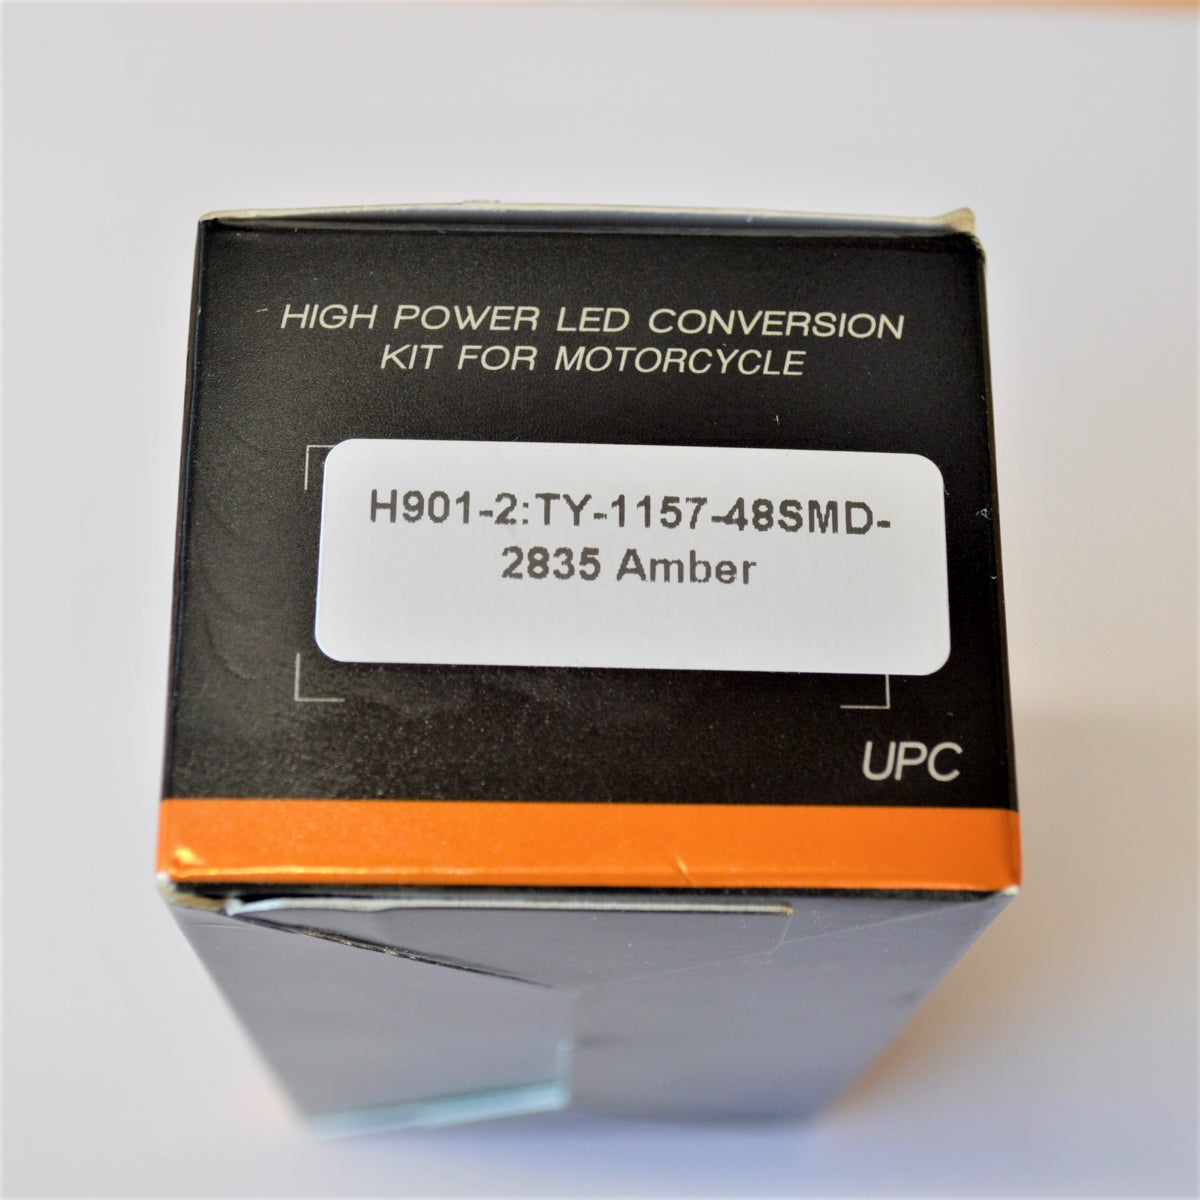 HIGH POWER LED CONVERSION
KIT FOR MOTORCYCLE
H901-2:TY-1157-48SMD-
2835 Amber
UPC